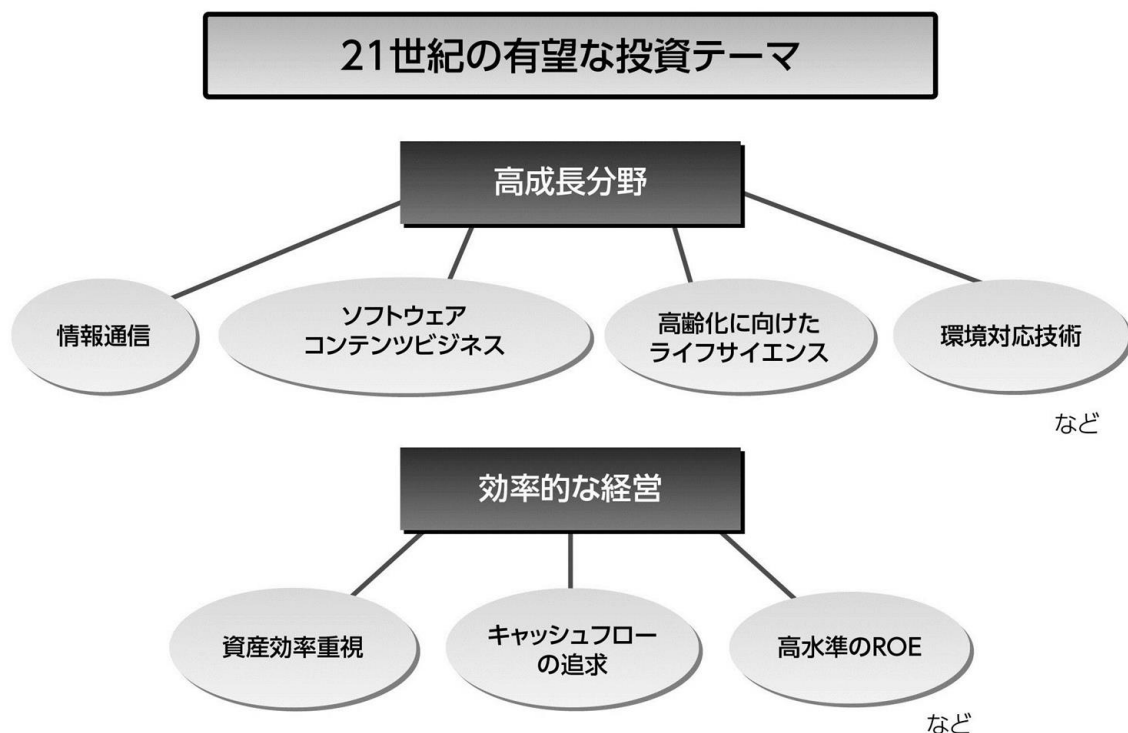 21世紀の有望な投資テーマ
高成長分野
情報通信
ソフトウェア
コンテンツビジネス
高齢化に向けた
ライフサイエンス
環境対応技術
など
効率的な経営
資産効率重視
キャッシュフロー
の追求
高水準のROE
など